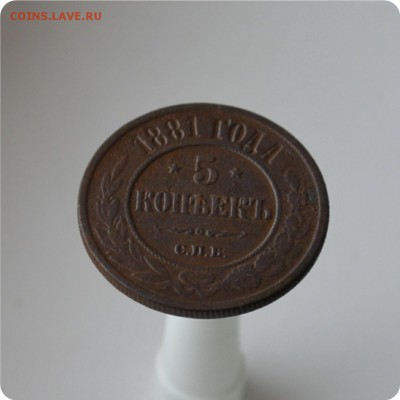 COINS.LAVE.RU
1881 ГОДА
5
КОПѢЕКЪ
С.П.Б.